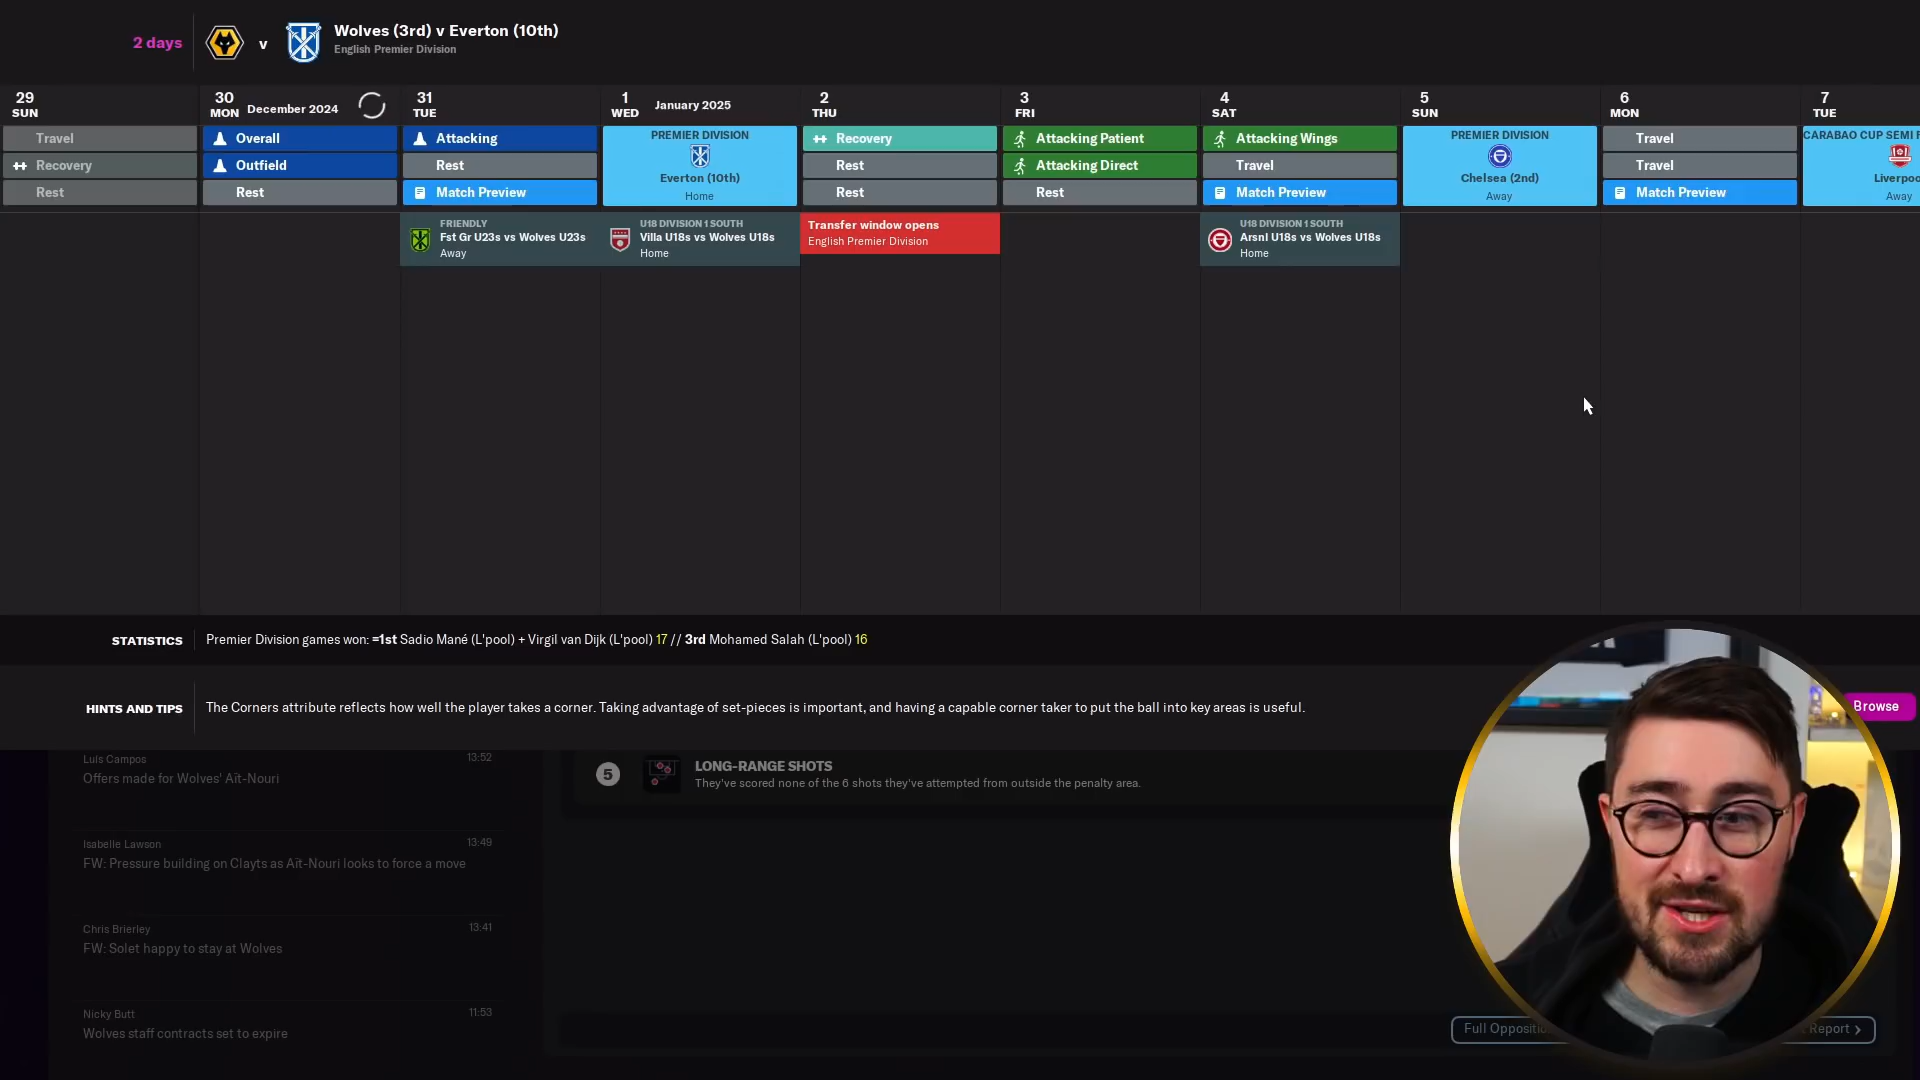 2 days
v
Wolves (3rd) v Everton (10th)
English Premier Division
29
SUN
30
MON
December 2024
31
TUE
1
WED
January 2025
2
THU
3
FRI
4
SAT
5
SUN
6
MON
7
TUE
Travel
Recovery
Rest
Overall
Outfield
Rest
Attacking
Rest
Match Preview
PREMIER DIVISION
Everton (10th)
Home
Recovery
Rest
Rest
Attacking Patient
Attacking Direct
Rest
Attacking Wings
Travel
Match Preview
PREMIER DIVISION
Chelsea (2nd)
Away
Travel
Travel
Match Preview
CARABAO CUP SEMI F
Liverpoo
Away
FRIENDLY
Fst Gr U23s vs Wolves U23s
Away
U18 DIVISION 1 SOUTH
Villa U18s vs Wolves U18s
Home
Transfer window opens
English Premier Division
U18 DIVISION 1 SOUTH
Arsnl U18s vs Wolves U18s
Home
STATISTICS
Premier Division games won: =1st Sadio Mané (L'pool) + Virgil van Dijk (L'pool) 17 // 3rd Mohamed Salah (L'pool) 16
HINTS AND TIPS
The Corners attribute reflects how well the player takes a corner. Taking advantage of set-pieces is important, and having a capable corner taker to put the ball into key areas is useful.
Browse
Luis Campos
13:52
Offers made for Wolves' Aït-Nouri
Isabelle Lawson
13:49
FW: Pressure building on Clayts as Aït-Nouri looks to force a move
Chris Brierley
13:41
FW: Solet happy to stay at Wolves
Nicky Butt
11:53
Wolves staff contracts set to expire
5
LONG-RANGE SHOTS
They've scored none of the 6 shots they've attempted from outside the penalty area.
Full Oppositio
Report